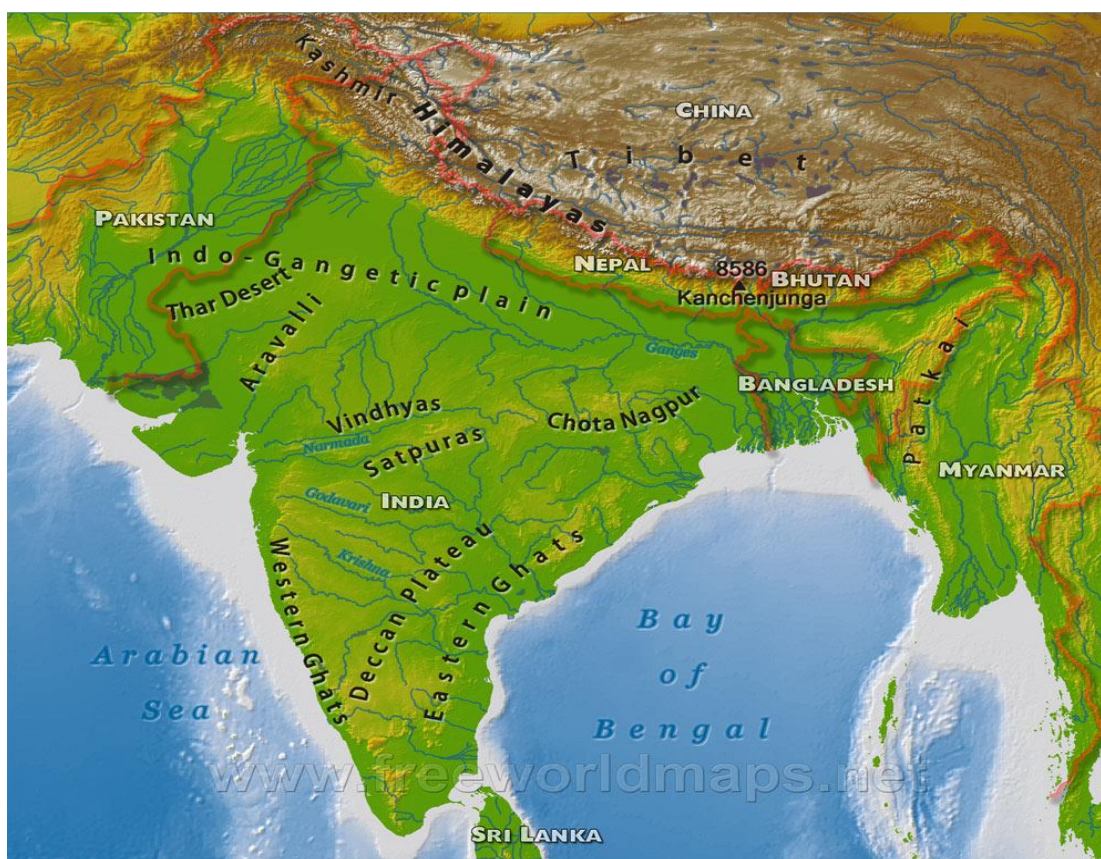 Kashmir
Himalayas
CHINA
Tibet
PAKISTAN
Indo-Gangetic plain
Thar Desert
NEPAL
8586
BHUTAN
Kanchenjunga
Aravalli
Ganges
Patkai
BANGLADESH
Vindhyas
Chota Nagpur
Narmada
Satpuras
MYANMAR
Godavari
INDIA
Krishna
Western Ghats
Deccan Plateau
Eastern Ghats
Arabian
Sea
Bay
of
Bengal
www.freeworldmaps.net
SRI LANKA